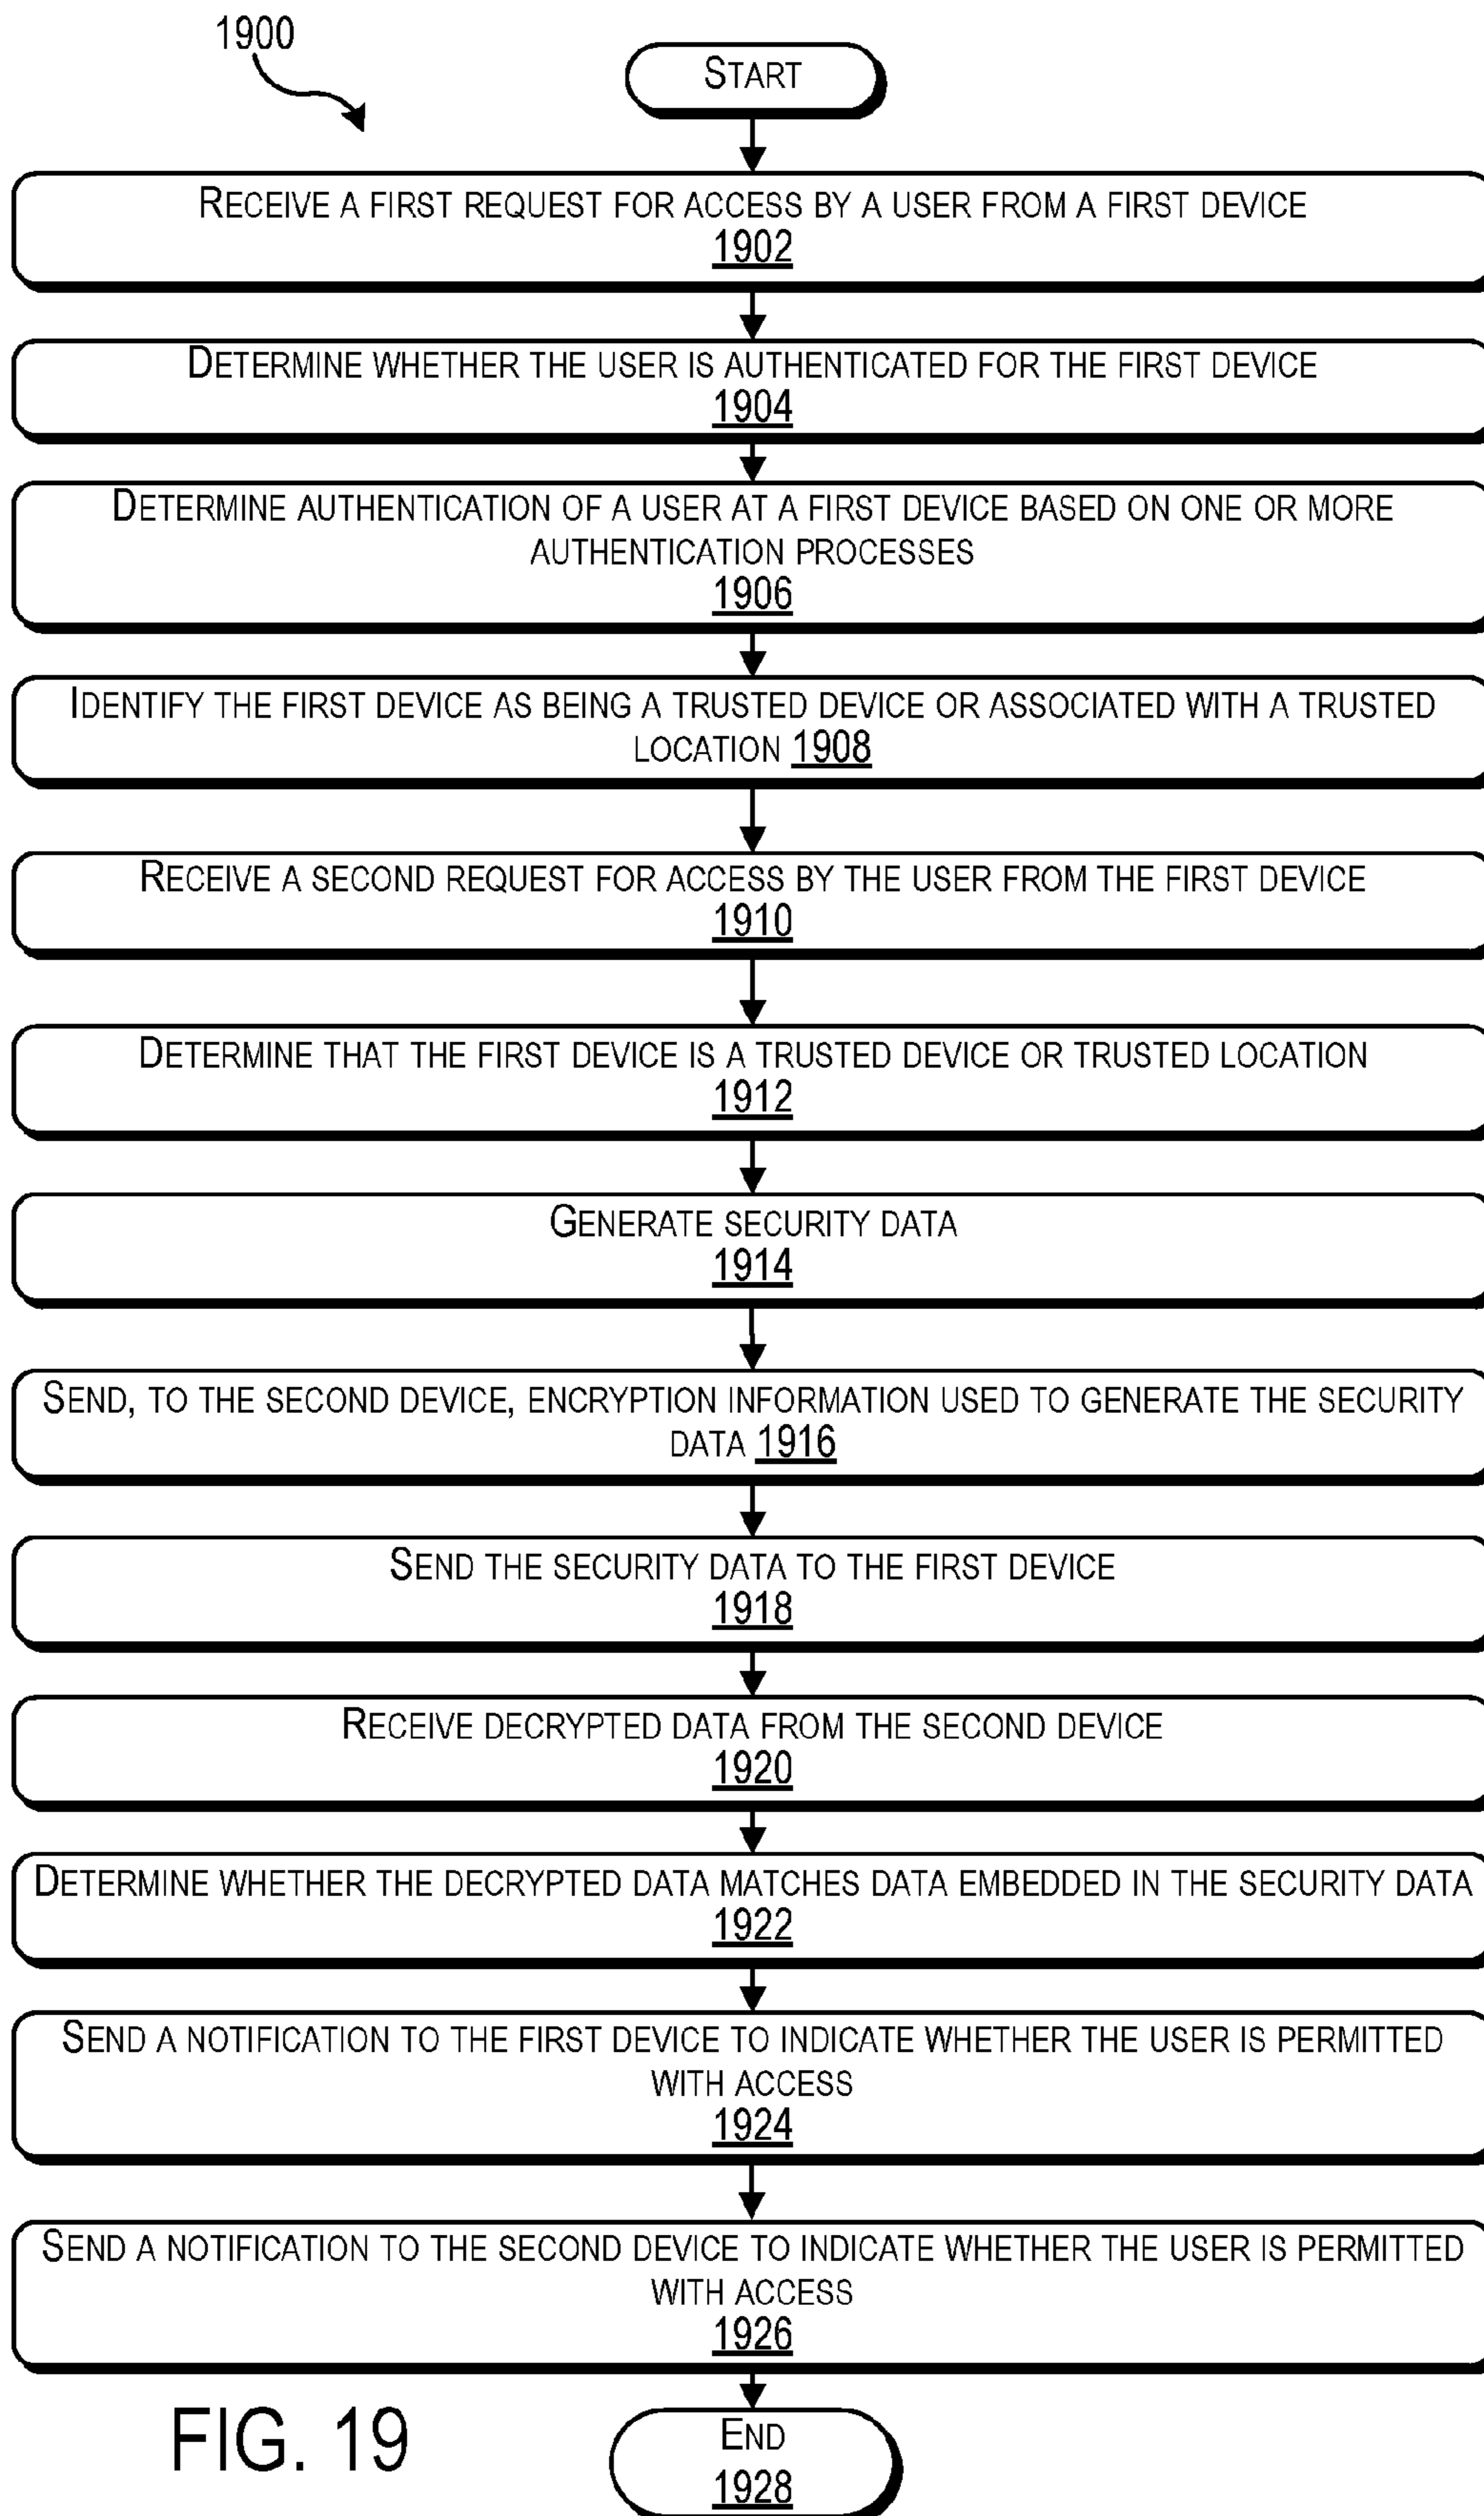 1900
START
RECEIVE A FIRST REQUEST FOR ACCESS BY A USER FROM A FIRST DEVICE
1902
DETERMINE WHETHER THE USER IS AUTHENTICATED FOR THE FIRST DEVICE
1904
DETERMINE AUTHENTICATION OF A USER AT A FIRST DEVICE BASED ON ONE OR MORE
AUTHENTICATION PROCESSES
1906
IDENTIFY THE FIRST DEVICE AS BEING A TRUSTED DEVICE OR ASSOCIATED WITH A TRUSTED
LOCATION 1908
RECEIVE A SECOND REQUEST FOR ACCESS BY THE USER FROM THE FIRST DEVICE
1910
DETERMINE THAT THE FIRST DEVICE IS A TRUSTED DEVICE OR TRUSTED LOCATION
1912
GENERATE SECURITY DATA
1914
SEND, TO THE SECOND DEVICE, ENCRYPTION INFORMATION USED TO GENERATE THE SECURITY
DATA 1916
SEND THE SECURITY DATA TO THE FIRST DEVICE
1918
RECEIVE DECRYPTED DATA FROM THE SECOND DEVICE
1920
DETERMINE WHETHER THE DECRYPTED DATA MATCHES DATA EMBEDDED IN THE SECURITY DATA
1922
SEND A NOTIFICATION TO THE FIRST DEVICE TO INDICATE WHETHER THE USER IS PERMITTED
WITH ACCESS
1924
SEND A NOTIFICATION TO THE SECOND DEVICE TO INDICATE WHETHER THE USER IS PERMITTED
WITH ACCESS
1926
END
1928
FIG. 19